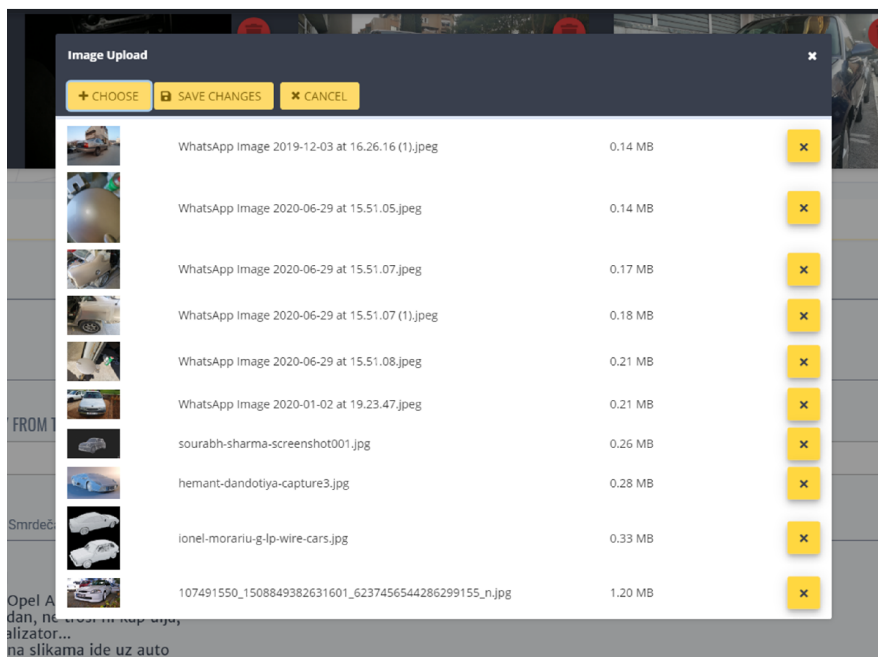 Image Upload
CHOOSE
SAVE CHANGES
CANCEL
WhatsApp Image 2019-12-03 at 16.26.16 (1).jpeg 0.14 MB
WhatsApp Image 2020-06-29 at 15.51.05.jpeg 0.14 MB
WhatsApp Image 2020-06-29 at 15.51.07.jpeg 0.17 MB
WhatsApp Image 2020-06-29 at 15.51.07 (1).jpeg 0.18 MB
WhatsApp Image 2020-06-29 at 15.51.08.jpeg 0.21 MB
WhatsApp Image 2020-01-02 at 19.23.47.jpeg 0.21 MB
sourabh-sharma-screenshot001.jpg 0.26 MB
hemant-dandotiya-capture3.jpg 0.28 MB
ionel-morariu-g-lp-wire-cars.jpg 0.33 MB
107491550_1508849382631601_6237456544286299155_n.jpg 1.20 MB
FROM
Opel
dan,
alizator...
na slikama ide uz auto